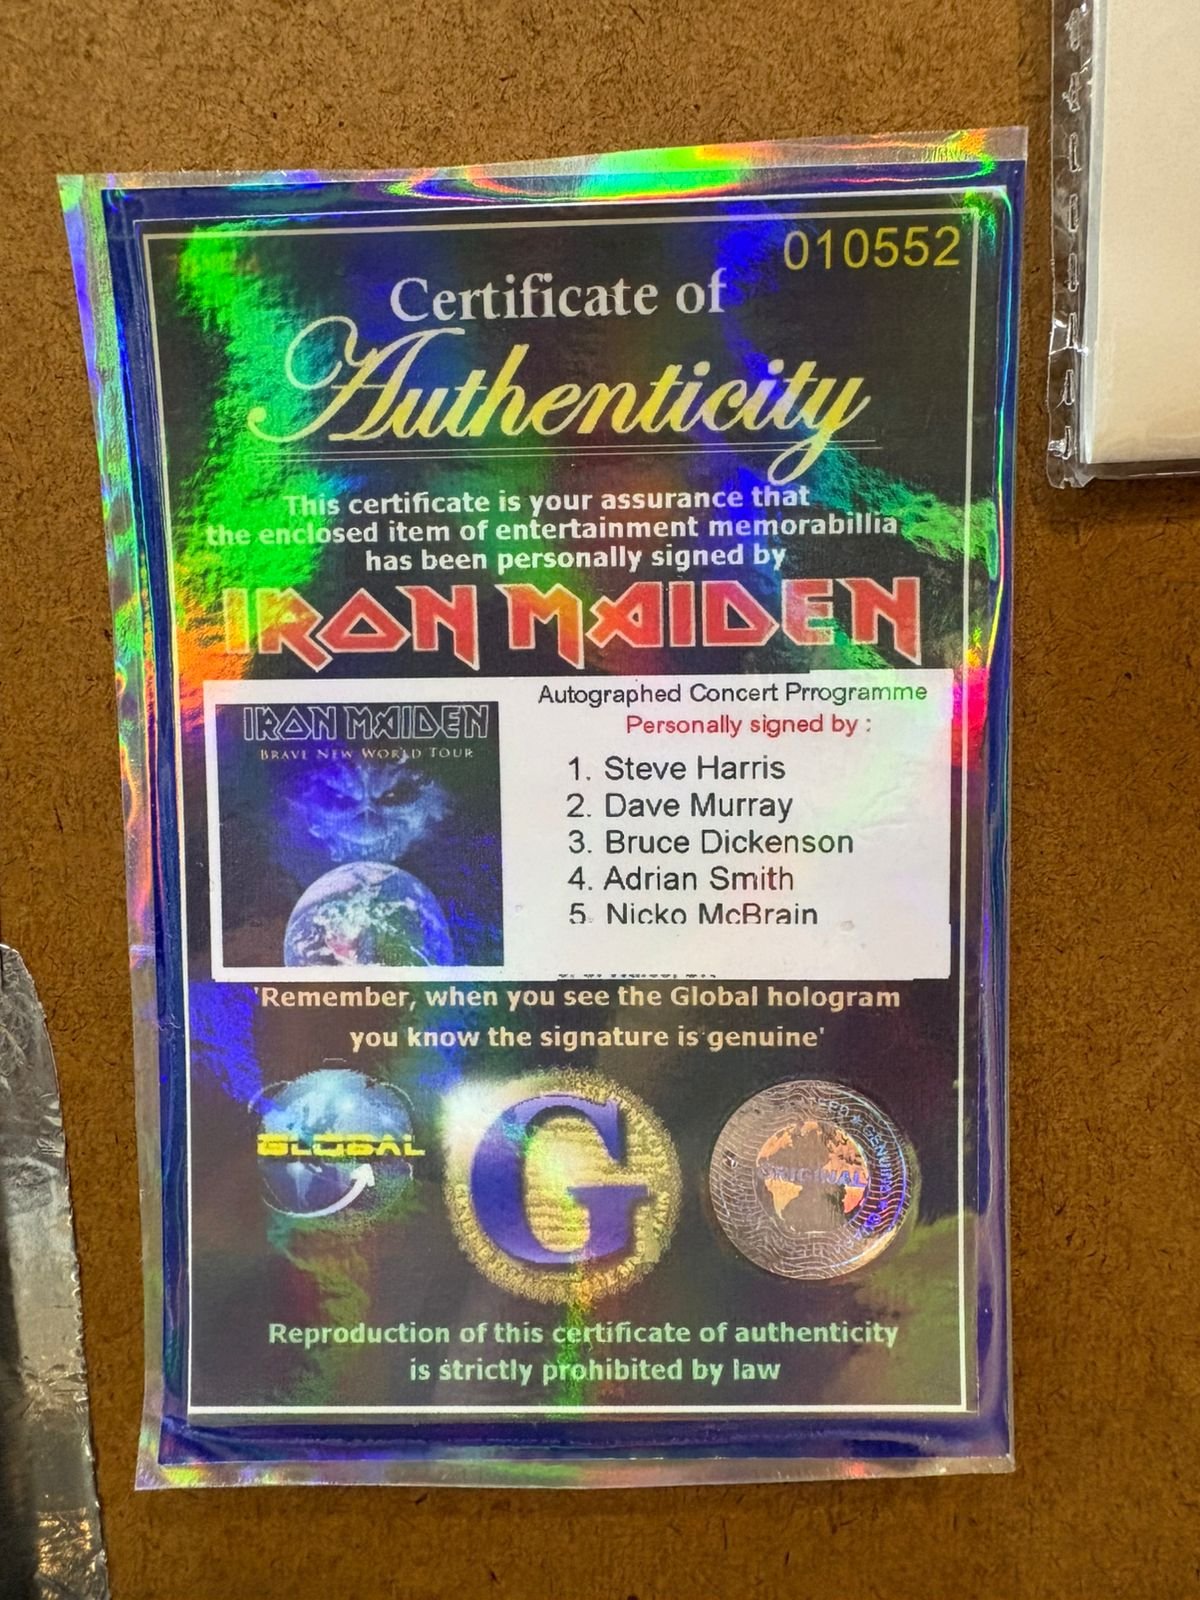 010552
Certificate of
Authenticity
This certificate is your assurance that
the enclosed item of entertainment memorabillia
has been personally signed by
IRON MAIDEN
IRON MAIDEN
BRAVE NEW WORLD TOUR
Autographed Concert Prrogramme
Personally signed by :
1. Steve Harris
2. Dave Murray
3. Bruce Dickenson
4. Adrian Smith
5. Nicko McBrain
'Remember, when you see the Global hologram
you know the signature is genuine'
GLOBAL
G
ORIGINAL
GENUINE
Reproduction of this certificate of authenticity
is strictly prohibited by law